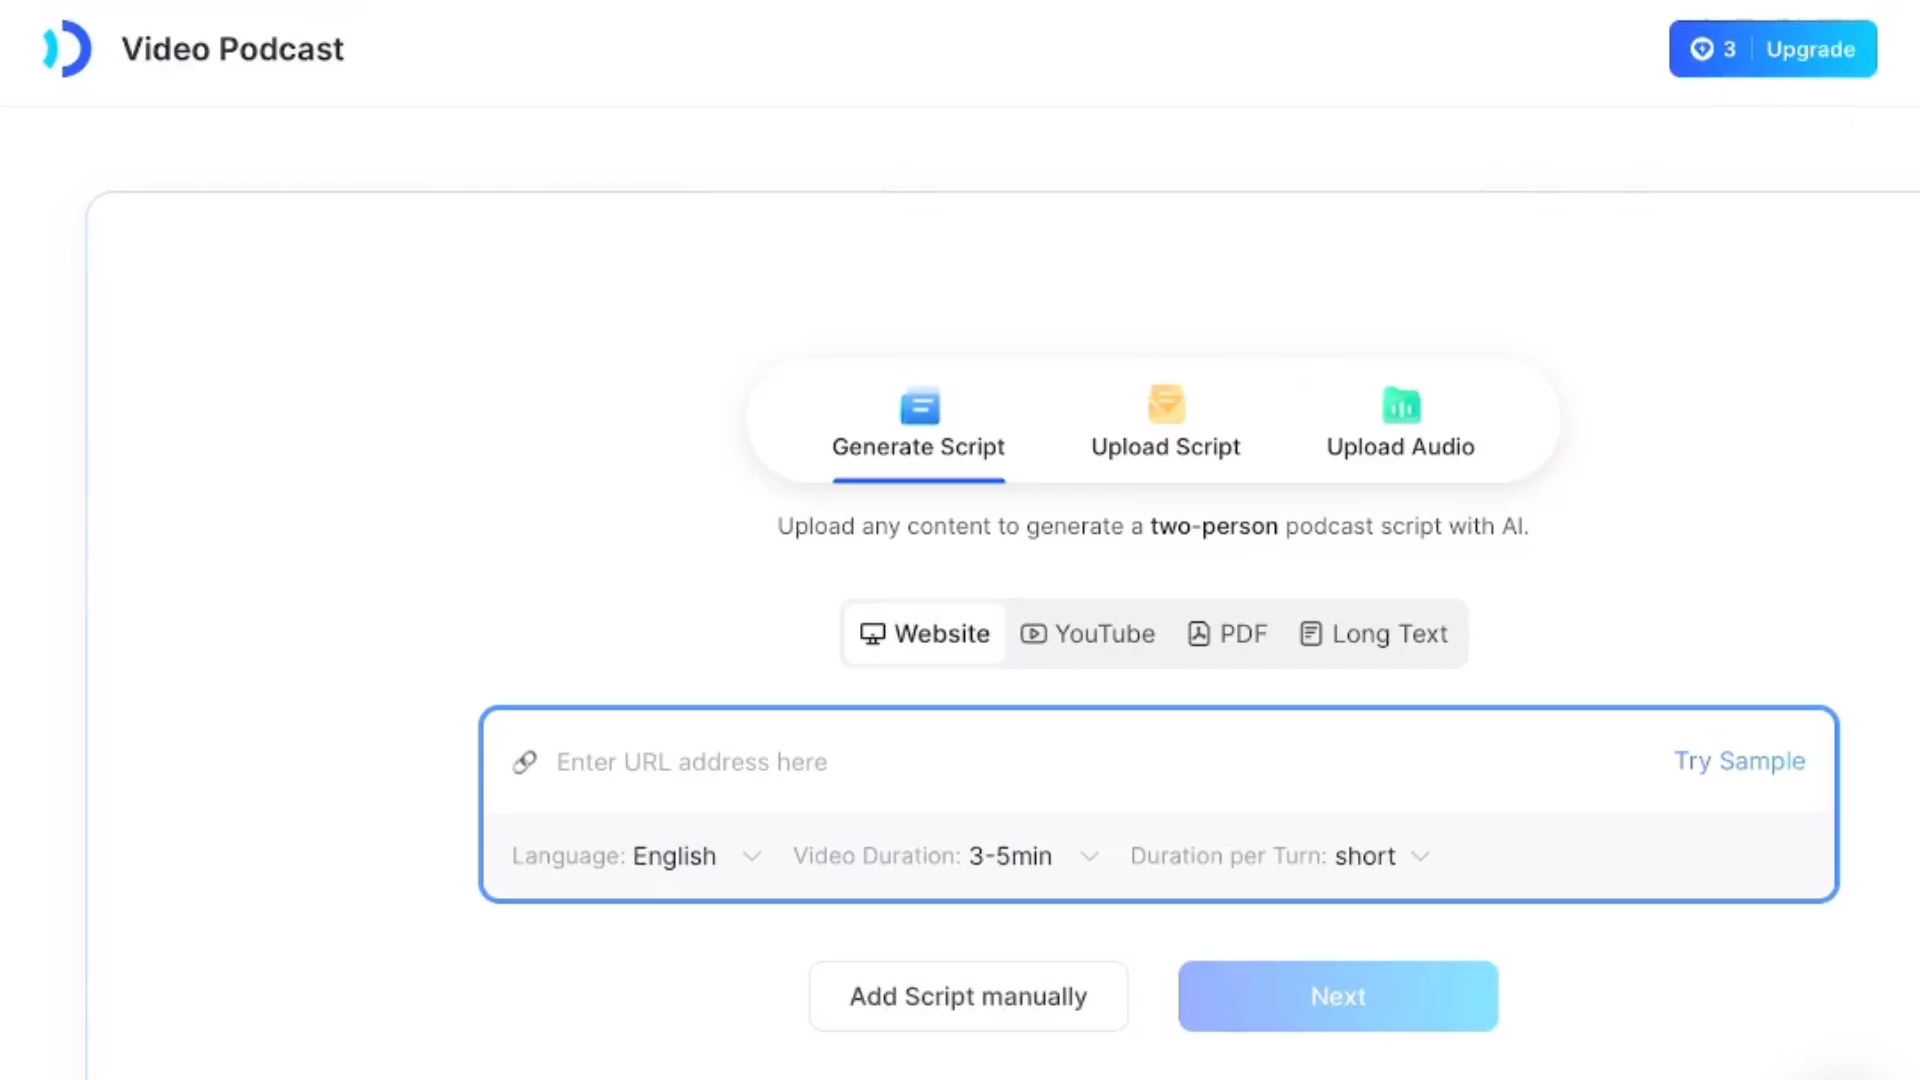 Video Podcast
3 Upgrade
Generate Script Upload Script Upload Audio
Upload any content to generate a two-person podcast script with AI.
Website YouTube PDF Long Text
Enter URL address here Try Sample
Language: English Video Duration: 3-5min Duration per Turn: short
Add Script manually Next